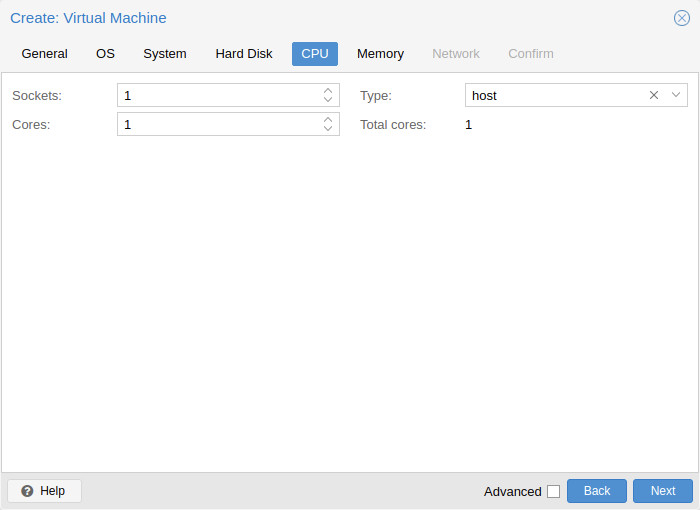 Create: Virtual Machine
General OS System Hard Disk CPU Memory Network Confirm
Sockets: 1 Type: host
Cores: 1 Total cores: 1
Help Advanced Back Next